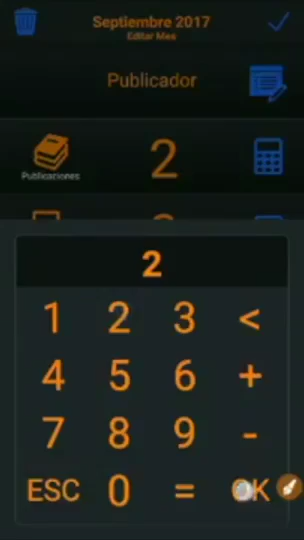 Septiembre 2017
Editar Mes
Publicador
Publicaciones
2
2
1 2 3 <
4 5 6 +
7 8 9 -
ESC 0 = OK